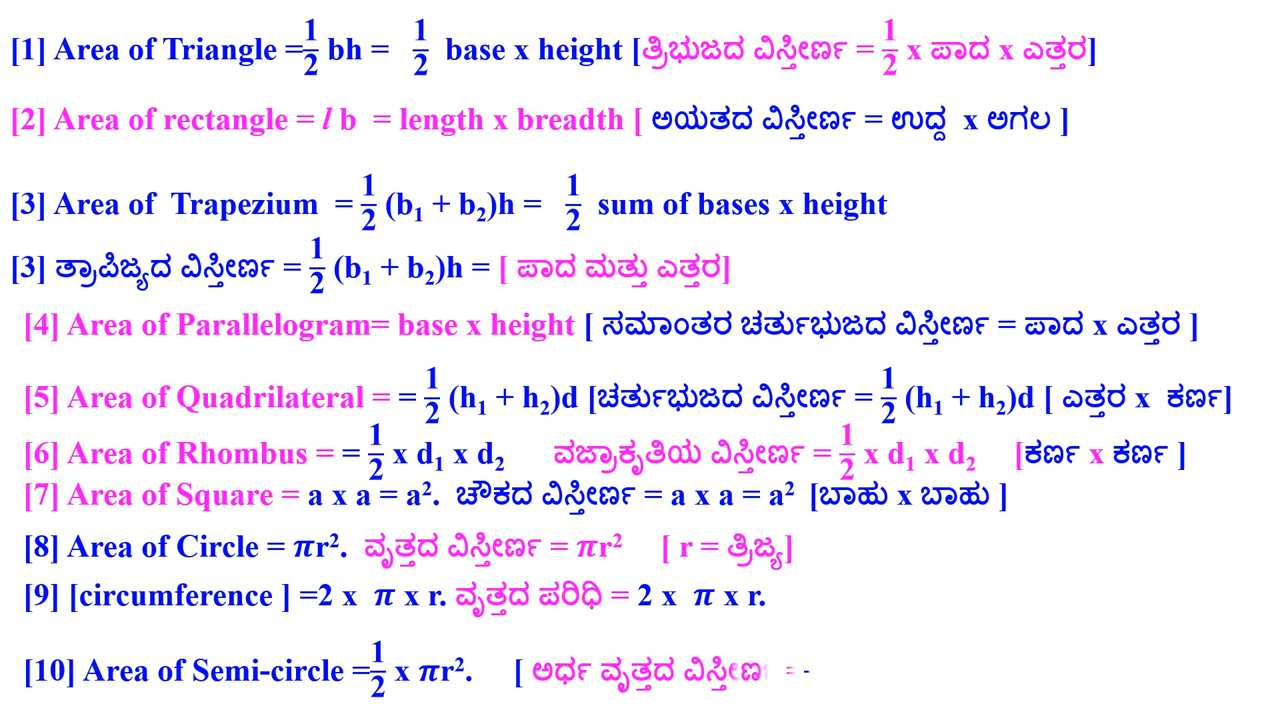 [1] Area of Triangle = 1/2 bh = 1/2 base x height [ತ್ರಿಭುಜದ ವಿಸ್ತೀರ್ಣ = 1/2 x ಪಾದ x ಎತ್ತರ]
[2] Area of rectangle = l b = length x breadth [ ಅಯತದ ವಿಸ್ತೀರ್ಣ = ಉದ್ದ x ಅಗಲ ]
[3] Area of Trapezium = 1/2 (b₁ + b₂)h = 1/2 sum of bases x height
[3] ತ್ರಾಪಿಜ್ಯದ ವಿಸ್ತೀರ್ಣ = 1/2 (b₁ + b₂)h = [ ಪಾದ ಮತ್ತು ಎತ್ತರ]
[4] Area of Parallelogram= base x height [ ಸಮಾಂತರ ಚರ್ತುಭುಜದ ವಿಸ್ತೀರ್ಣ = ಪಾದ x ಎತ್ತರ ]
[5] Area of Quadrilateral = = 1/2 (h₁ + h₂)d [ಚರ್ತುಭುಜದ ವಿಸ್ತೀರ್ಣ = 1/2 (h₁ + h₂)d [ ಎತ್ತರ x ಕರ್ಣ]
[6] Area of Rhombus = = 1/2 x d₁ x d₂ ವಜ್ರಾಕೃತಿಯ ವಿಸ್ತೀರ್ಣ = 1/2 x d₁ x d₂ [ಕರ್ಣ x ಕರ್ಣ ]
[7] Area of Square = a x a = a². ಚೌಕದ ವಿಸ್ತೀರ್ಣ = a x a = a² [ಬಾಹು x ಬಾಹು ]
[8] Area of Circle = πr². ವೃತ್ತದ ವಿಸ್ತೀರ್ಣ = πr² [ r = ತ್ರಿಜ್ಯ]
[9] [circumference ] =2 x π x r. ವೃತ್ತದ ಪರಿಧಿ = 2 x π x r.
[10] Area of Semi-circle = 1/2 x πr². [ ಅರ್ಧ ವೃತ್ತದ ವಿಸ್ತೀರ್ಣ =